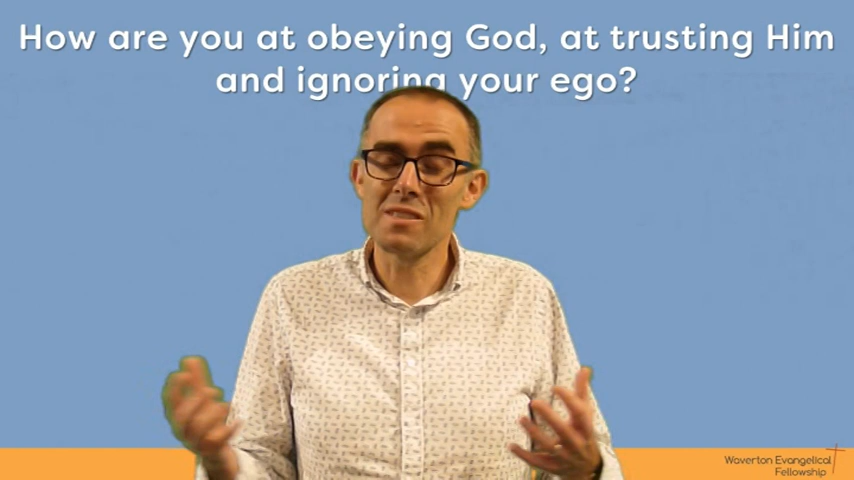 How are you at obeying God, at trusting Him
and ignoring your ego?
Waverton Evangelical
Fellowship